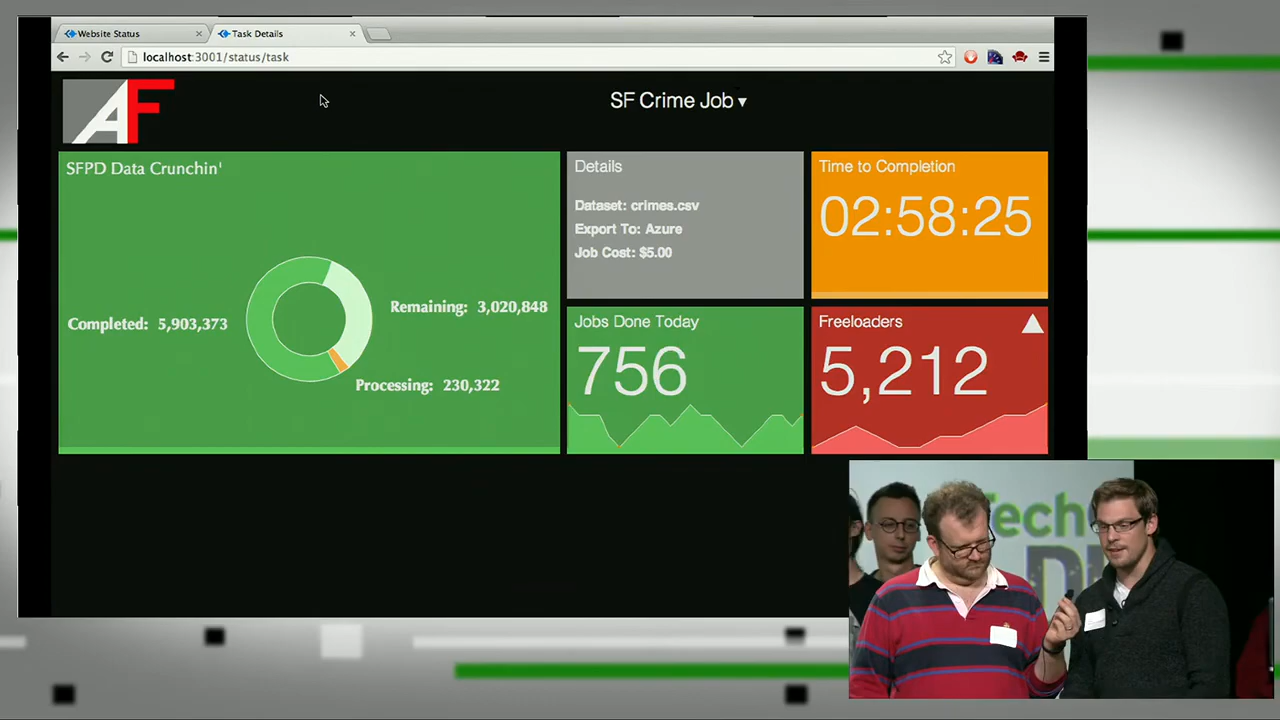 Website Status
Task Details
localhost:3001/status/task
AF
SF Crime Job ▾
SFPD Data Crunchin'
Completed: 5,903,373
Remaining: 3,020,848
Processing: 230,322
Details
Dataset: crimes.csv
Export To: Azure
Job Cost: $5.00
Time to Completion
02:58:25
Jobs Done Today
756
Freeloaders
5,212
Tech